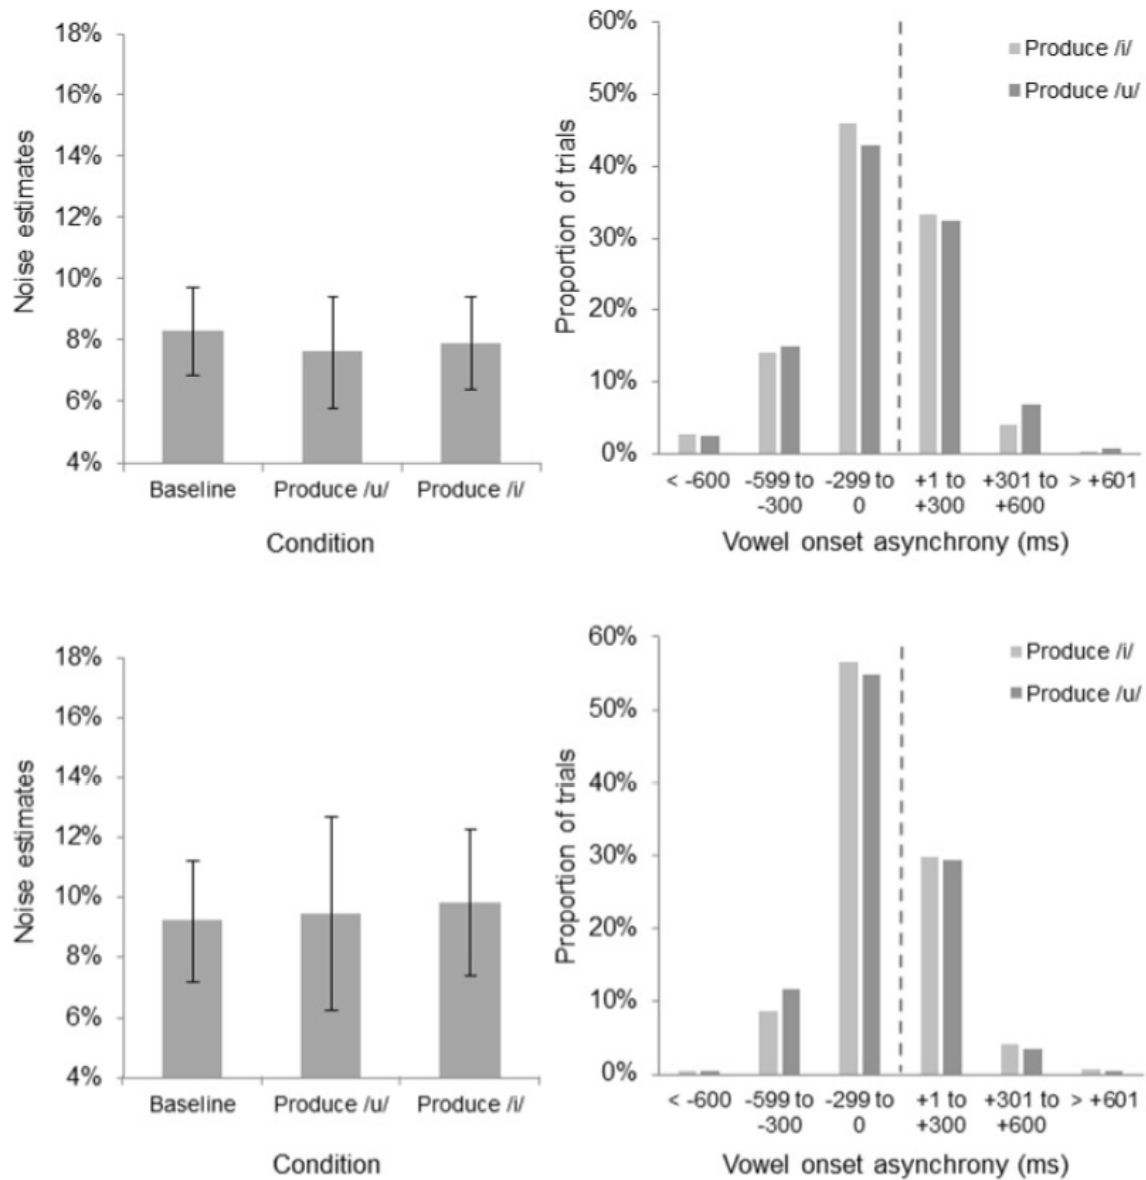 18%
16%
14%
12%
10%
8%
6%
4%
Noise estimates
Baseline Produce /u/ Produce /i/
Condition
60%
50%
40%
30%
20%
10%
0%
Proportion of trials
Produce /i/
Produce /u/
< -600 -599 to -299 to +1 to +301 to > +601
-300 0 +300 +600
Vowel onset asynchrony (ms)
18%
16%
14%
12%
10%
8%
6%
4%
Noise estimates
Baseline Produce /u/ Produce /i/
Condition
60%
50%
40%
30%
20%
10%
0%
Proportion of trials
Produce /i/
Produce /u/
< -600 -599 to -299 to +1 to +301 to > +601
-300 0 +300 +600
Vowel onset asynchrony (ms)